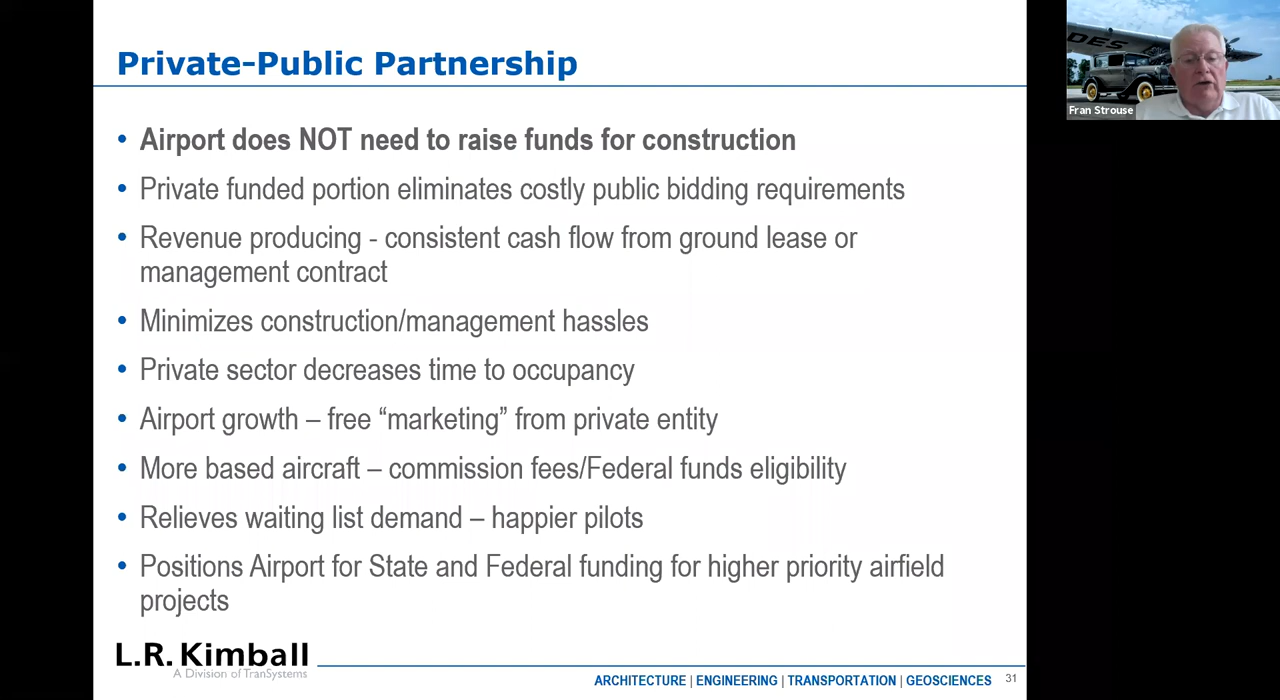 Private-Public Partnership
• Airport does NOT need to raise funds for construction
• Private funded portion eliminates costly public bidding requirements
• Revenue producing - consistent cash flow from ground lease or
management contract
• Minimizes construction/management hassles
• Private sector decreases time to occupancy
• Airport growth – free “marketing” from private entity
• More based aircraft – commission fees/Federal funds eligibility
• Relieves waiting list demand – happier pilots
• Positions Airport for State and Federal funding for higher priority airfield
projects
L.R. Kimball
A Division of TranSystems
ARCHITECTURE | ENGINEERING | TRANSPORTATION | GEOSCIENCES
31
DES
Fran Strouse